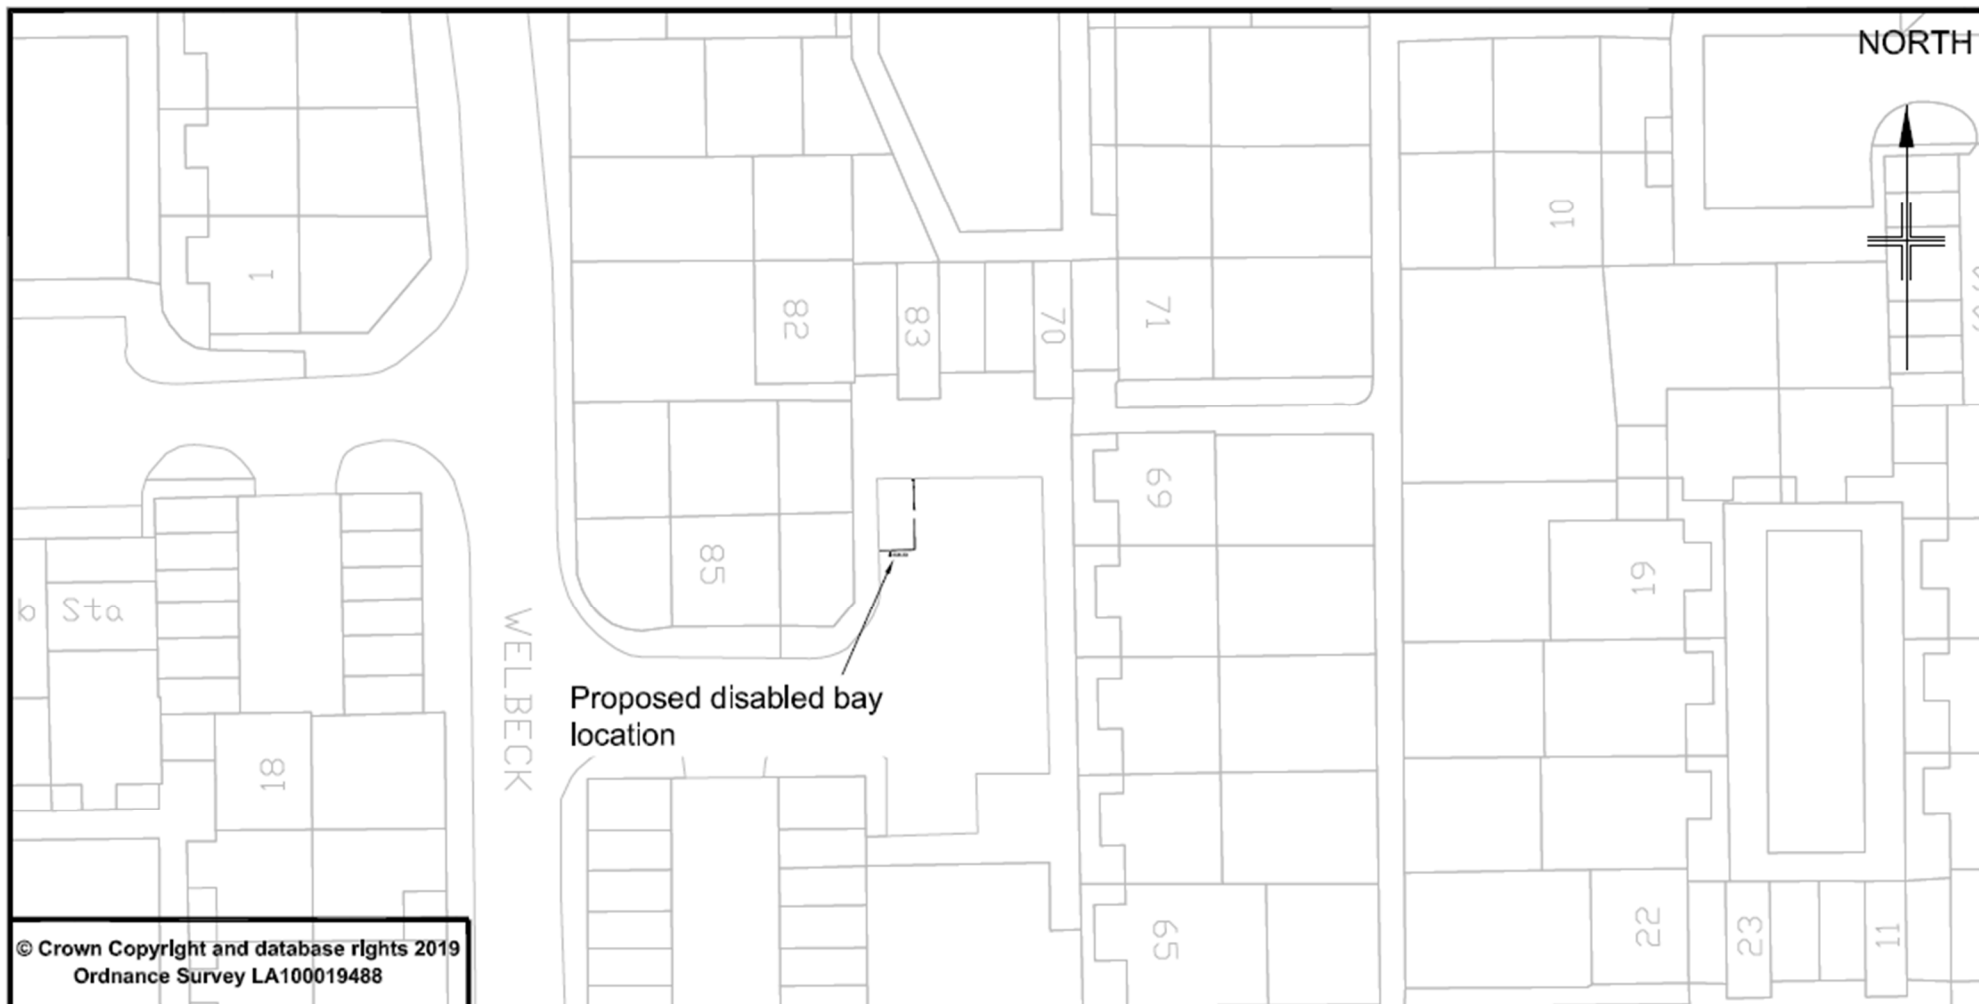 NORTH
10
1
82
83
70
71
69
85
19
b Sta
WELBECK
Proposed disabled bay
location
18
22
23
11
65
© Crown Copyright and database rights 2019
Ordnance Survey LA100019488